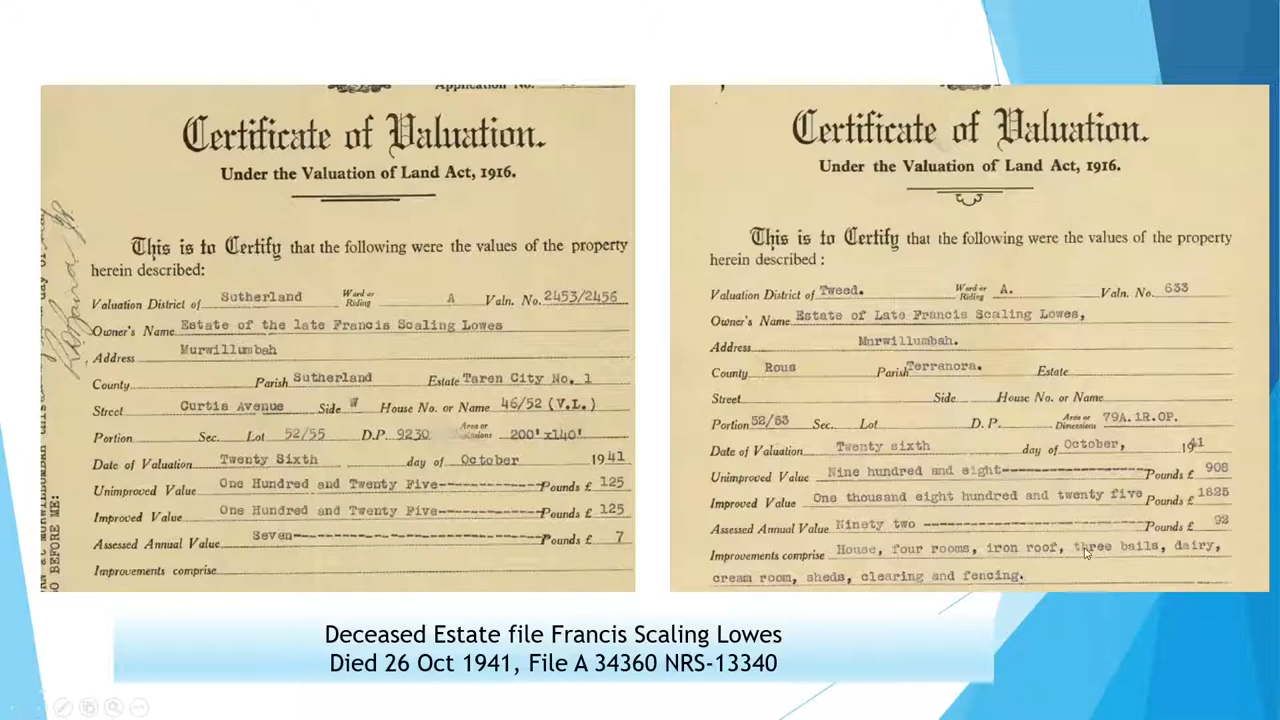 Application No.
Certificate of Valuation.
Under the Valuation of Land Act, 1916.
This is to Certify that the following were the values of the property
herein described:
Valuation District of Sutherland Ward or Riding A Valn. No. 2453/2456
Owner's Name Estate of the late Francis Scaling Lowes
Address Murwillumbah
County Parish Sutherland Estate Taren City No. 1
Street Curtis Avenue Side W House No. or Name 46/52 (V.L.)
Portion Sec. Lot 52/55 D.P. 9230 Area or 200' x140'
Date of Valuation Twenty Sixth day of October 1941
Unimproved Value One Hundred and Twenty Five----------Pounds £ 125
Improved Value One Hundred and Twenty Five----------Pounds £ 125
Assessed Annual Value Seven----------Pounds £ 7
Improvements comprise
O BEFORE ME:
Certificate of Valuation.
Under the Valuation of Land Act, 1916.
This is to Certify that the following were the values of the property
herein described :
Valuation District of Tweed. Ward or Riding A. Valn. No. 633
Owner's Name Estate of Late Francis Scaling Lowes,
Address Murwillumbah.
County Rous Parish Terranora. Estate
Street Side House No. or Name
Portion 52/53 Sec. Lot D. P. Area or Dimensions 79A.1R.0P.
Date of Valuation Twenty sixth day of October, 1941
Unimproved Value Nine hundred and eight----------Pounds £ 908
Improved Value One thousand eight hundred and twenty five Pounds £ 1825
Assessed Annual Value Ninety two ----------Pounds £ 92
Improvements comprise House, four rooms, iron roof, three bails, dairy,
cream room, sheds, clearing and fencing.
Deceased Estate file Francis Scaling Lowes
Died 26 Oct 1941, File A 34360 NRS-13340